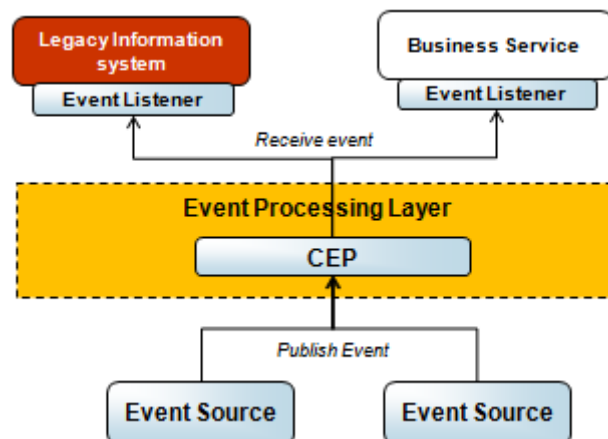 Legacy Information
system
Event Listener
Business Service
Event Listener
Receive event
Event Processing Layer
CEP
Publish Event
Event Source
Event Source